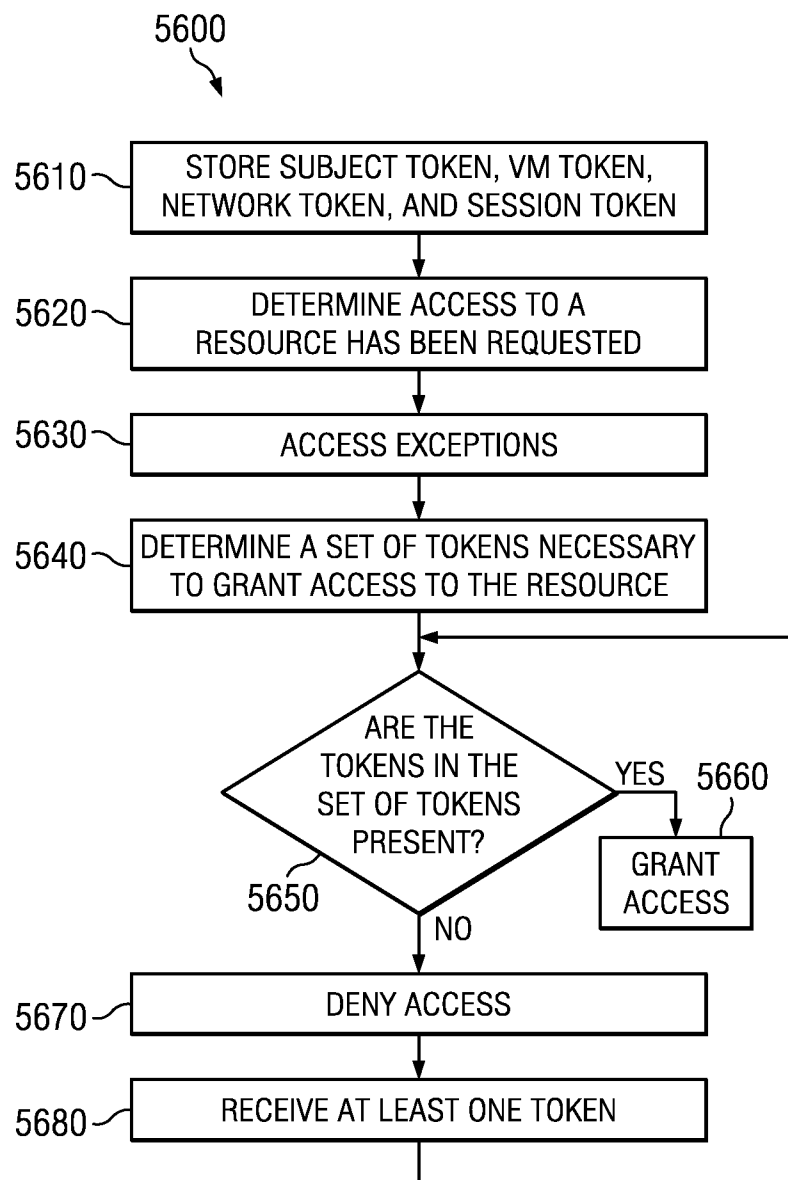 5600
5610
STORE SUBJECT TOKEN, VM TOKEN,
NETWORK TOKEN, AND SESSION TOKEN
5620
DETERMINE ACCESS TO A
RESOURCE HAS BEEN REQUESTED
5630
ACCESS EXCEPTIONS
5640
DETERMINE A SET OF TOKENS NECESSARY
TO GRANT ACCESS TO THE RESOURCE
ARE THE
TOKENS IN THE
SET OF TOKENS
PRESENT?
5650
YES
5660
GRANT
ACCESS
NO
5670
DENY ACCESS
5680
RECEIVE AT LEAST ONE TOKEN